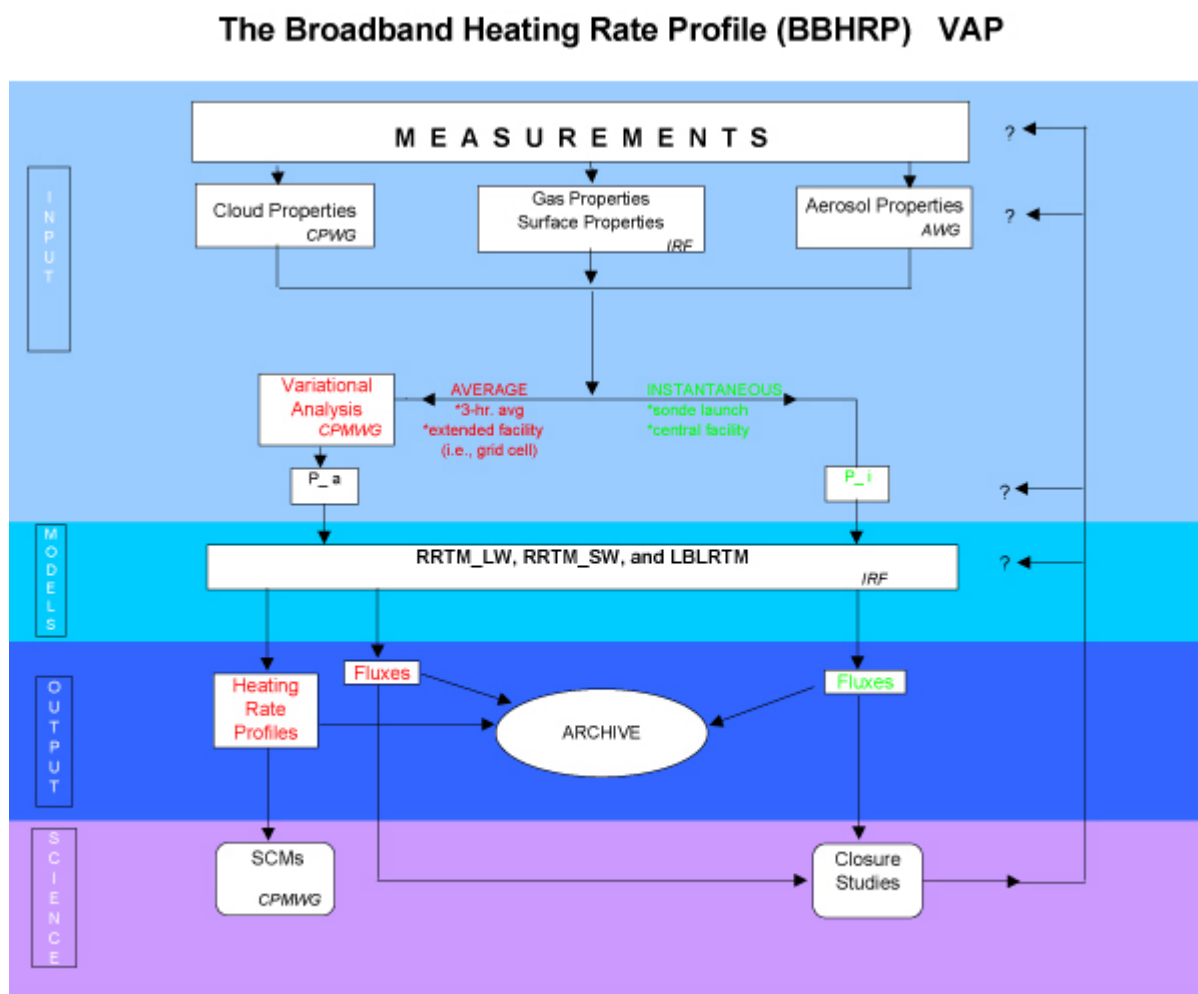 The Broadband Heating Rate Profile (BBHRP) VAP
MEASUREMENTS
?
INPUT
Cloud Properties
CPWG
Gas Properties
Surface Properties
IRF
Aerosol Properties
AWG
?
Variational
Analysis
CPMWG
AVERAGE
*3-hr. avg
*extended facility
(i.e., grid cell)
INSTANTANEOUS
*sonde launch
*central facility
P_a
P_i
?
MODELS
RRTM_LW, RRTM_SW, and LBLRTM
IRF
?
OUTPUT
Heating
Rate
Profiles
Fluxes
Fluxes
ARCHIVE
SCIENCE
SCMs
CPMWG
Closure
Studies